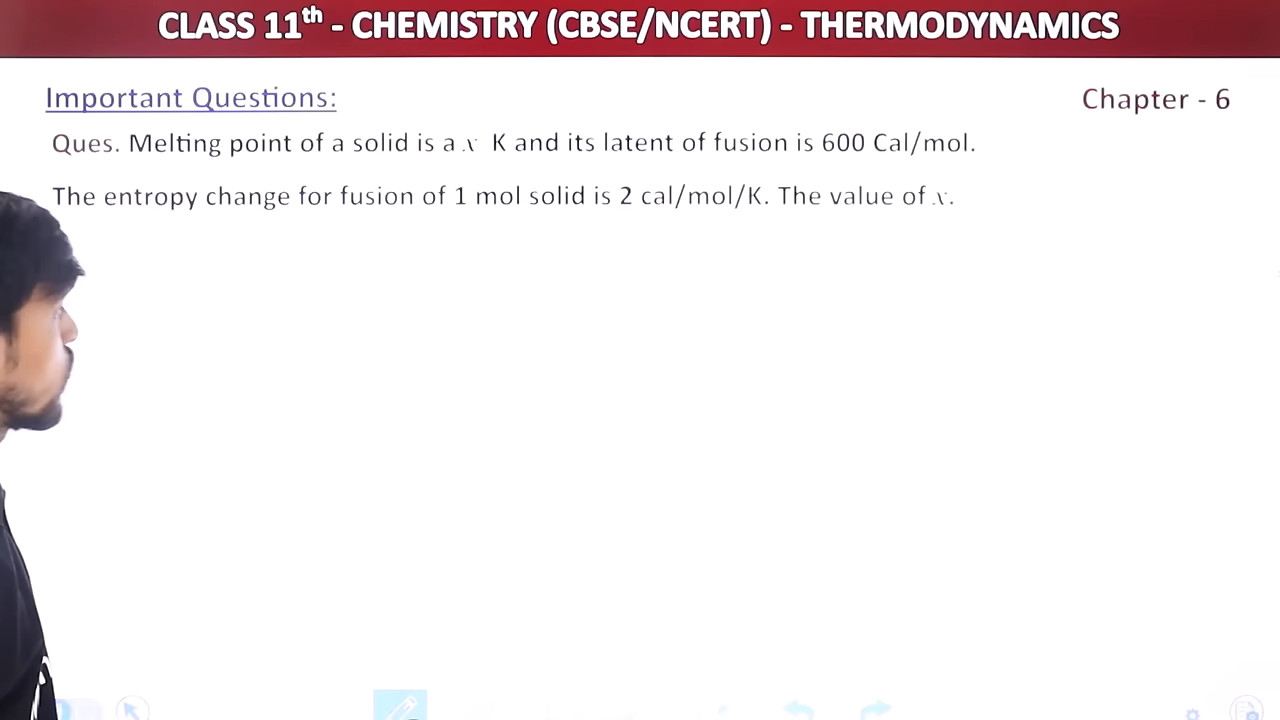 CLASS 11th - CHEMISTRY (CBSE/NCERT) - THERMODYNAMICS
Important Questions:
Chapter - 6
Ques. Melting point of a solid is a x K and its latent of fusion is 600 Cal/mol.
The entropy change for fusion of 1 mol solid is 2 cal/mol/K. The value of x.